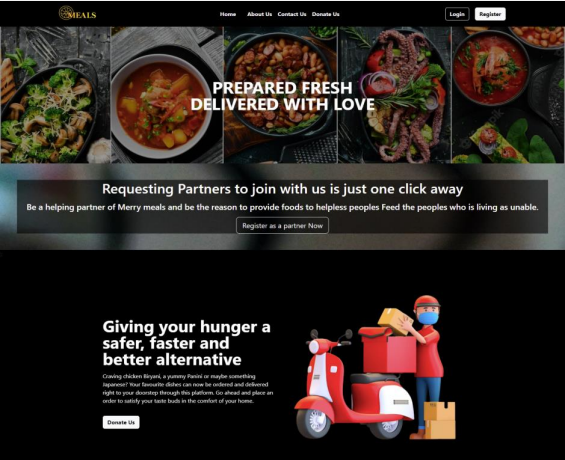 MEALS
Home About Us Contact Us Donate Us
Login Register
PREPARED FRESH
DELIVERED WITH LOVE
Requesting Partners to join with us is just one click away
Be a helping partner of Merry meals and be the reason to provide foods to helpless peoples Feed the peoples who is living as unable.
Register as a partner Now
Giving your hunger a
safer, faster and
better alternative
Craving chicken Biryani, a yummy Panini or maybe something
Japanese? Your favourite dishes can now be ordered and delivered
right to your doorstep through this platform. Go ahead and place an
order to satisfy your taste buds in the comfort of your home.
Donate Us